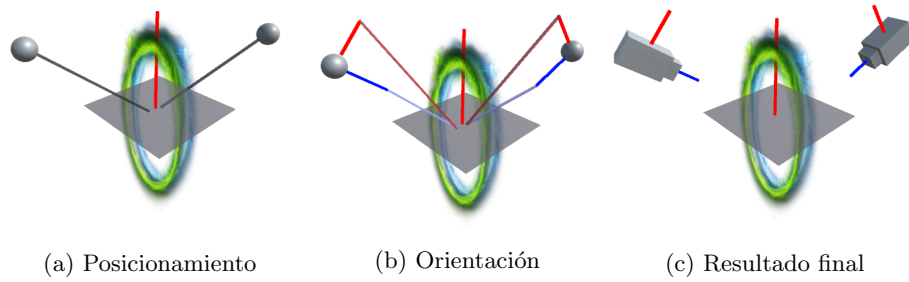 (a) Posicionamiento
(b) Orientación
(c) Resultado final